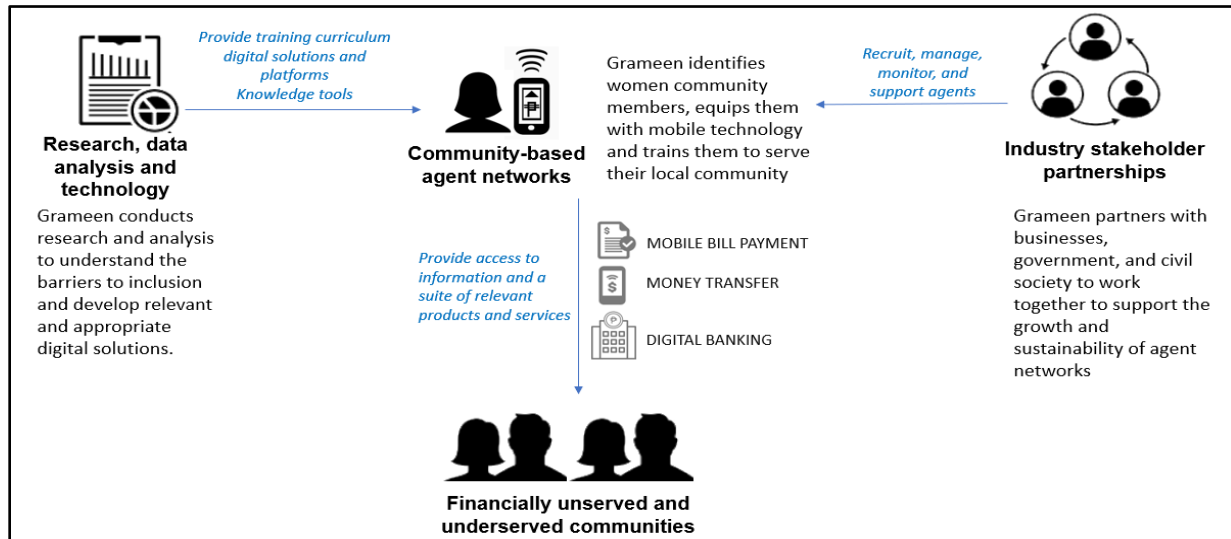 Provide training curriculum
digital solutions and
platforms
Knowledge tools
Research, data
analysis and
technology
Grameen conducts
research and analysis
to understand the
barriers to inclusion
and develop relevant
and appropriate
digital solutions.
Community-based
agent networks
Grameen identifies
women community
members, equips them
with mobile technology
and trains them to serve
their local community
Recruit, manage,
monitor, and
support agents
Industry stakeholder
partnerships
Grameen partners with
businesses,
government, and civil
society to work
together to support the
growth and
sustainability of agent
networks
Provide access to
information and a
suite of relevant
products and services
MOBILE BILL PAYMENT
MONEY TRANSFER
DIGITAL BANKING
Financially unserved and
underserved communities